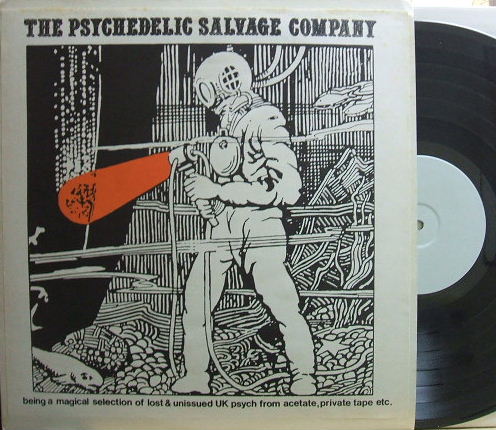 THE PSYCHEDELIC SALVAGE COMPANY
being a magical selection of lost & unissued UK psych from acetate, private tape etc.